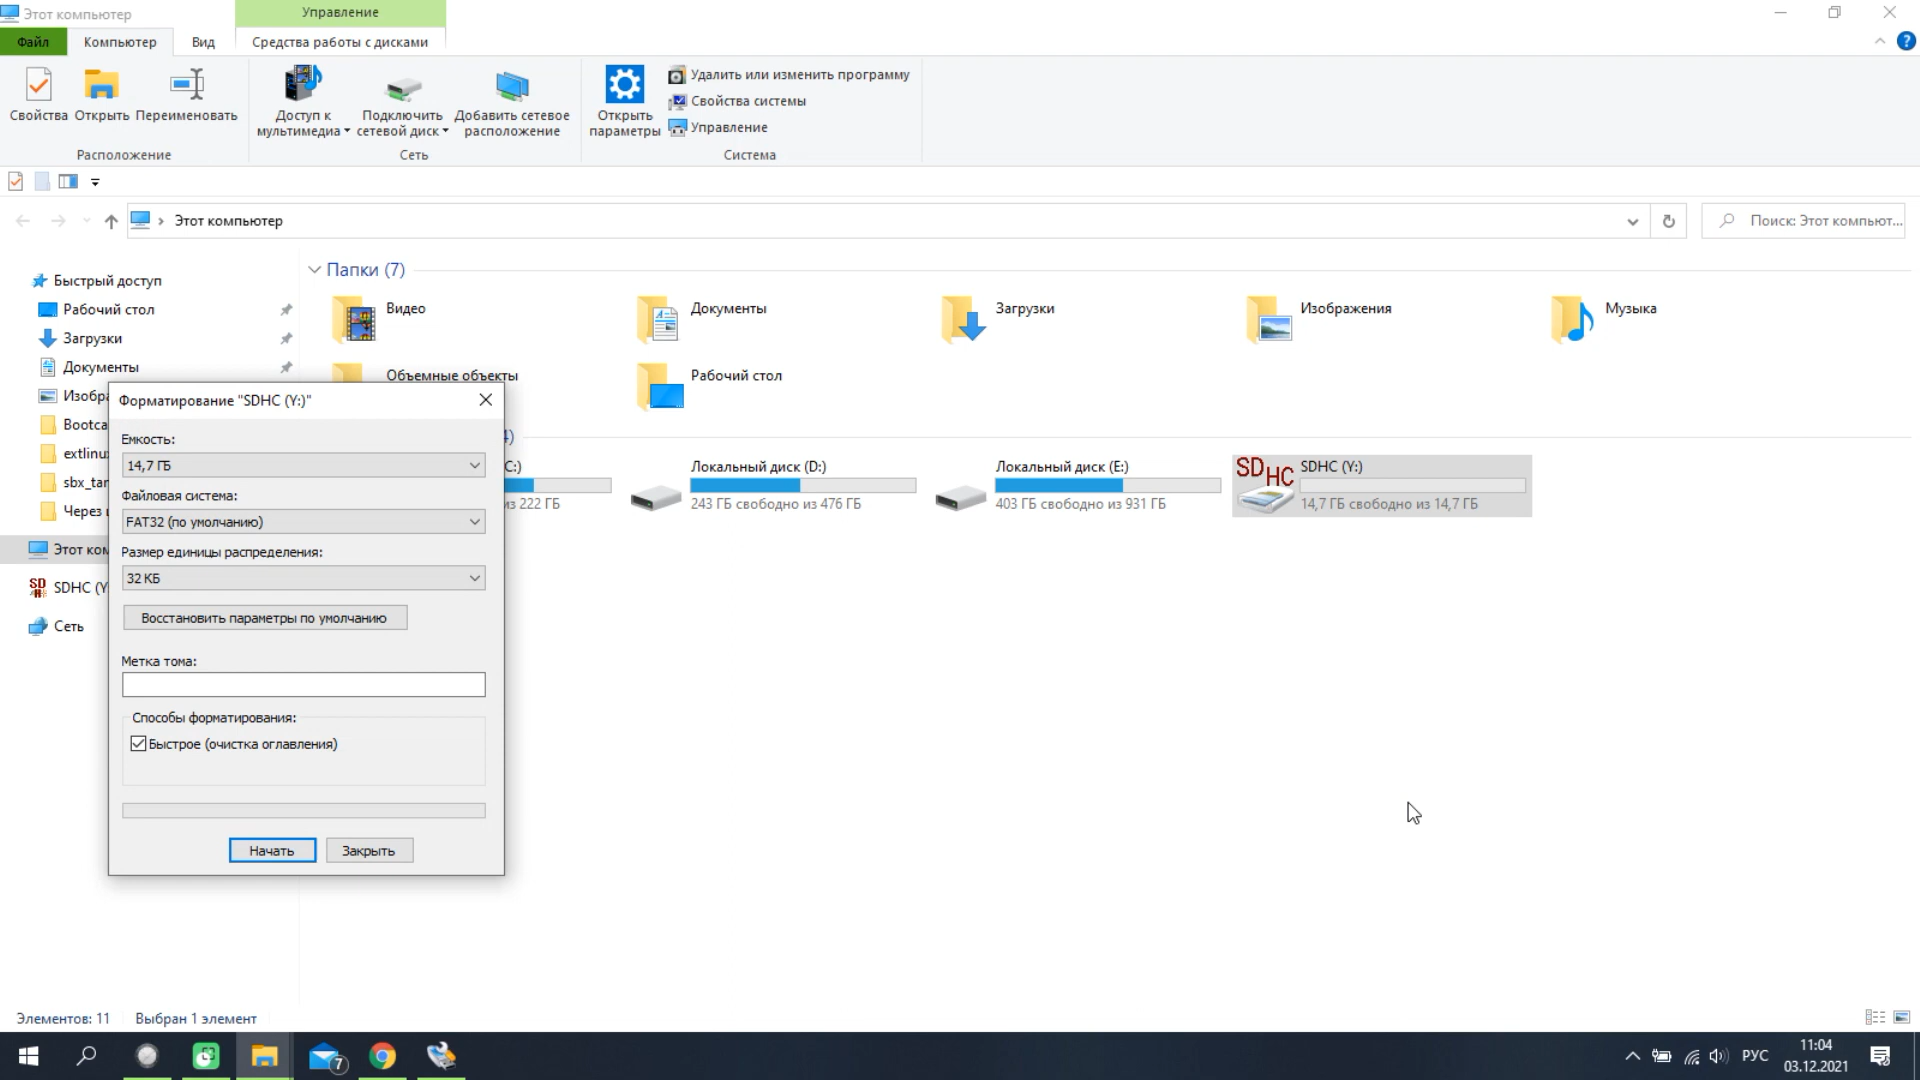 Этот компьютер
Управление
Файл
Компьютер
Вид
Средства работы с дисками
Свойства
Открыть
Переименовать
Расположение
Доступ к
мультимедиа
Подключить
сетевой диск
Добавить сетевое
расположение
Сеть
Открыть
параметры
Удалить или изменить программу
Свойства системы
Управление
Система
Этот компьютер
Поиск: Этот компьют...
Быстрый доступ
Рабочий стол
Загрузки
Документы
Изобра
Bootca
extlinux
sbx_tar
Через
Этот ком
SDHC (Y:
Сеть
Папки (7)
Видео
Документы
Загрузки
Изображения
Музыка
Объемные объекты
Рабочий стол
4)
C:)
из 222 ГБ
Локальный диск (D:)
243 ГБ свободно из 476 ГБ
Локальный диск (E:)
403 ГБ свободно из 931 ГБ
SDHC
SDHC (Y:)
14,7 ГБ свободно из 14,7 ГБ
Форматирование "SDHC (Y:)"
Емкость:
14,7 ГБ
Файловая система:
FAT32 (по умолчанию)
Размер единицы распределения:
32 КБ
Восстановить параметры по умолчанию
Метка тома:
Способы форматирования:
Быстрое (очистка оглавления)
Начать
Закрыть
Элементов: 11
Выбран 1 элемент
7
РУС
11:04
03.12.2021